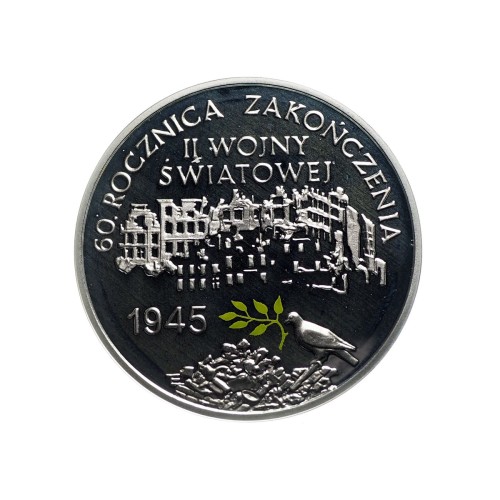 60. ROCZNICA ZAKOŃCZENIA
II WOJNY
ŚWIATOWEJ
1945